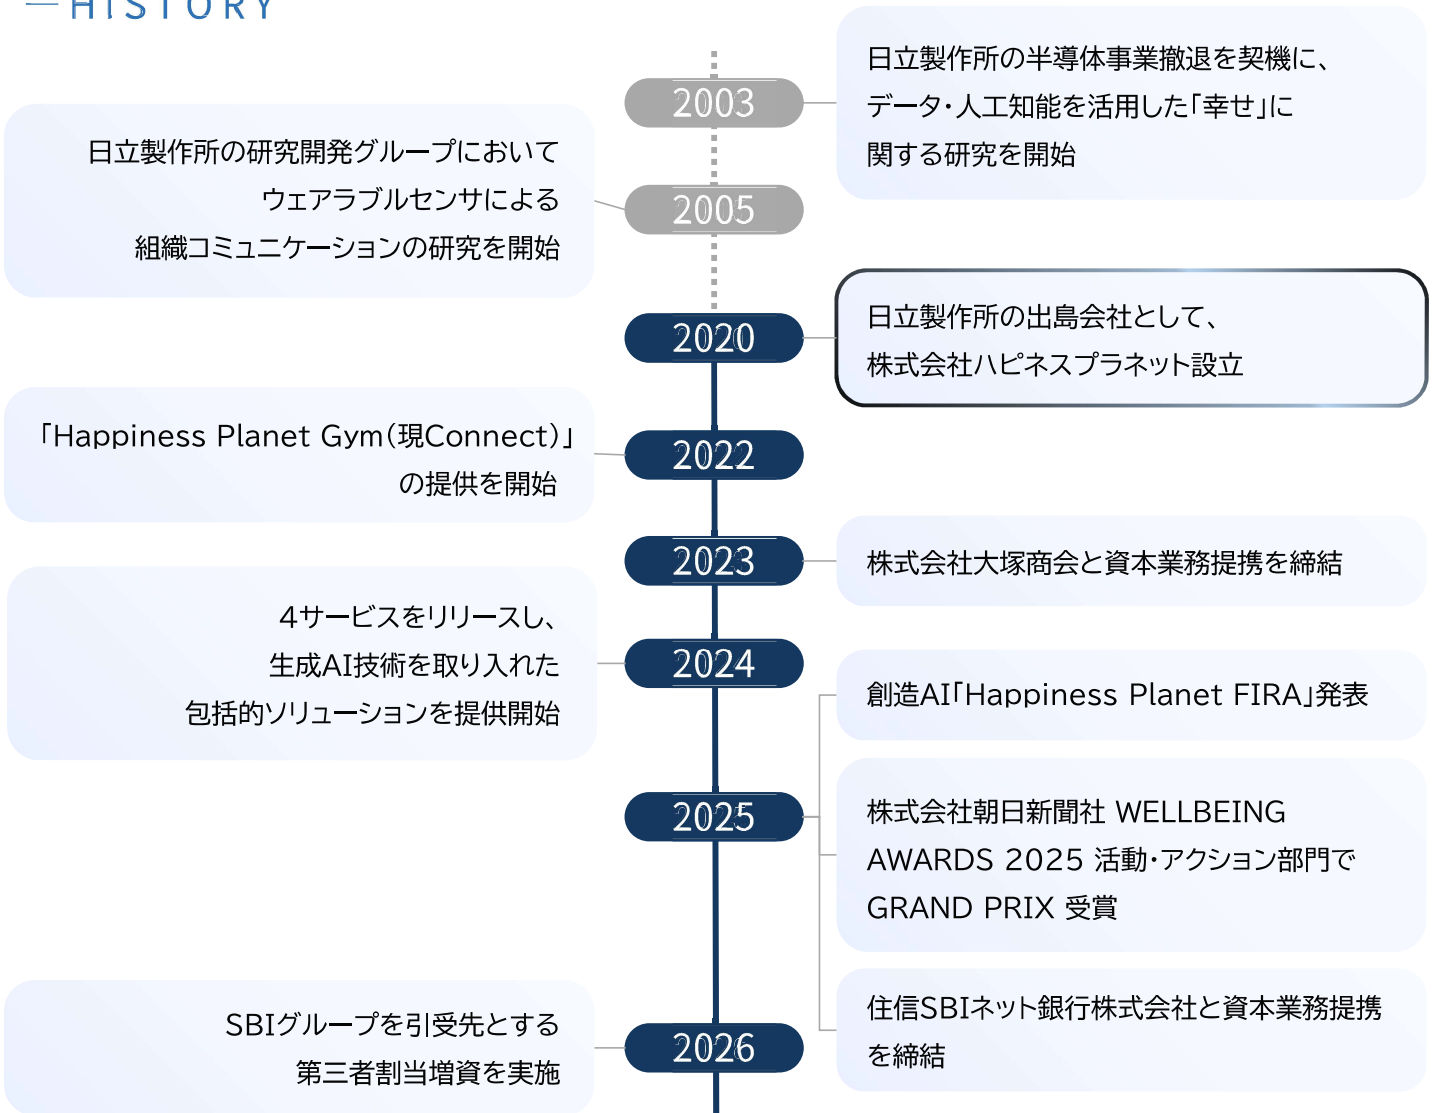 HISTORY
2003
日立製作所の半導体事業撤退を契機に、
データ・人工知能を活用した「幸せ」に
関する研究を開始
2005
日立製作所の研究開発グループにおいて
ウェアラブルセンサによる
組織コミュニケーションの研究を開始
2020
日立製作所の出島会社として、
株式会社ハピネスプラネット設立
2022
「Happiness Planet Gym(現Connect)」
の提供を開始
2023
株式会社大塚商会と資本業務提携を締結
2024
4サービスをリリースし、
生成AI技術を取り入れた
包括的ソリューションを提供開始
2025
創造AI「Happiness Planet FIRA」発表
株式会社朝日新聞社 WELLBEING
AWARDS 2025 活動・アクション部門で
GRAND PRIX 受賞
住信SBIネット銀行株式会社と資本業務提携
を締結
2026
SBIグループを引受先とする
第三者割当増資を実施